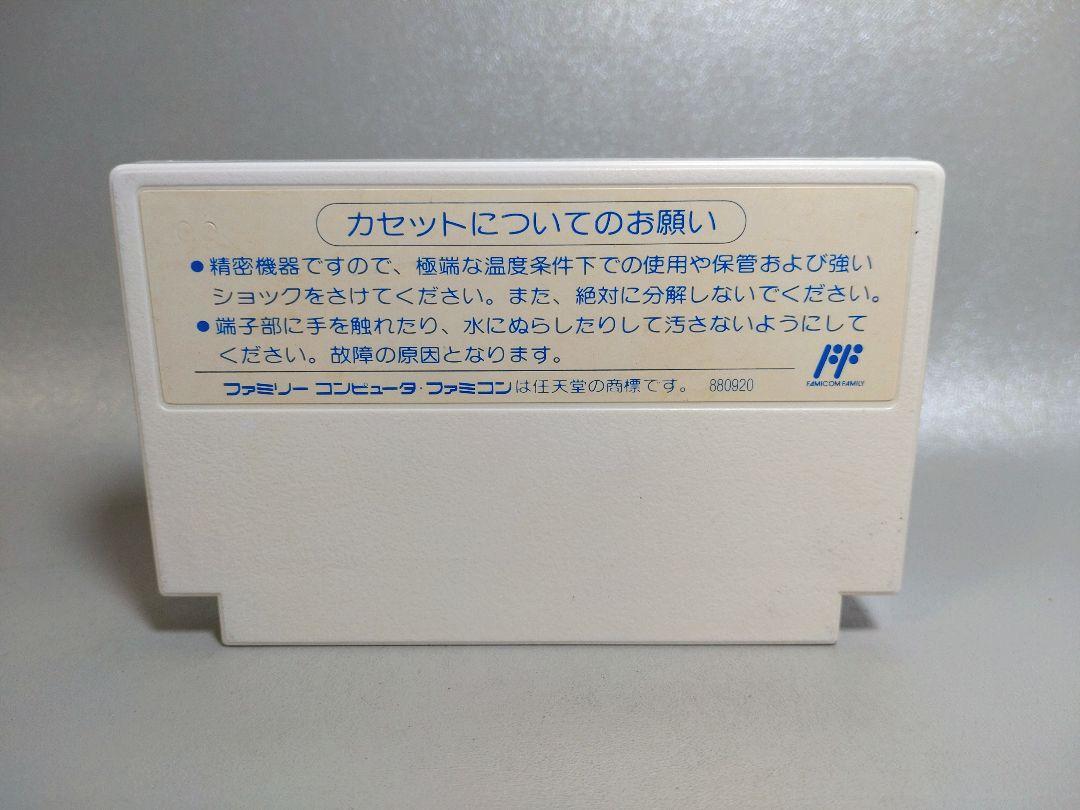 カセットについてのお願い
●精密機器ですので、極端な温度条件下での使用や保管および強い
ショックをさけてください。また、絶対に分解しないでください。
●端子部に手を触れたり、水にぬらしたりして汚さないようにして
ください。故障の原因となります。
FF
FAMICOM FAMILY
ファミリー コンピュータ・ファミコンは任天堂の商標です。 880920